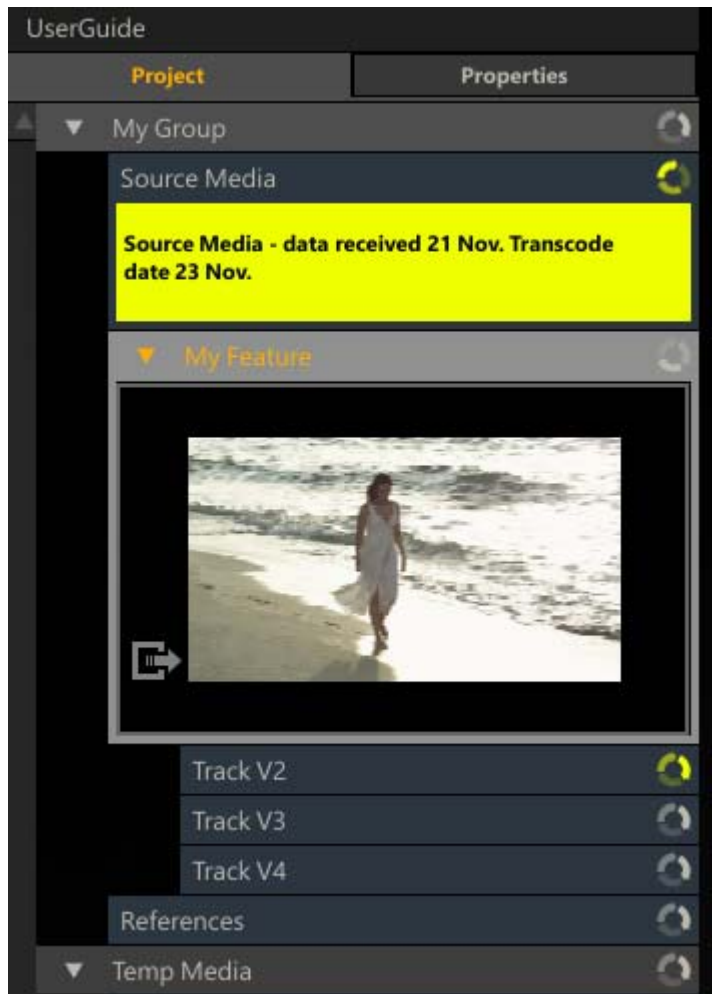 UserGuide
Project
Properties
My Group
Source Media
Source Media - data received 21 Nov. Transcode
date 23 Nov.
My Feature
Track V2
Track V3
Track V4
References
Temp Media